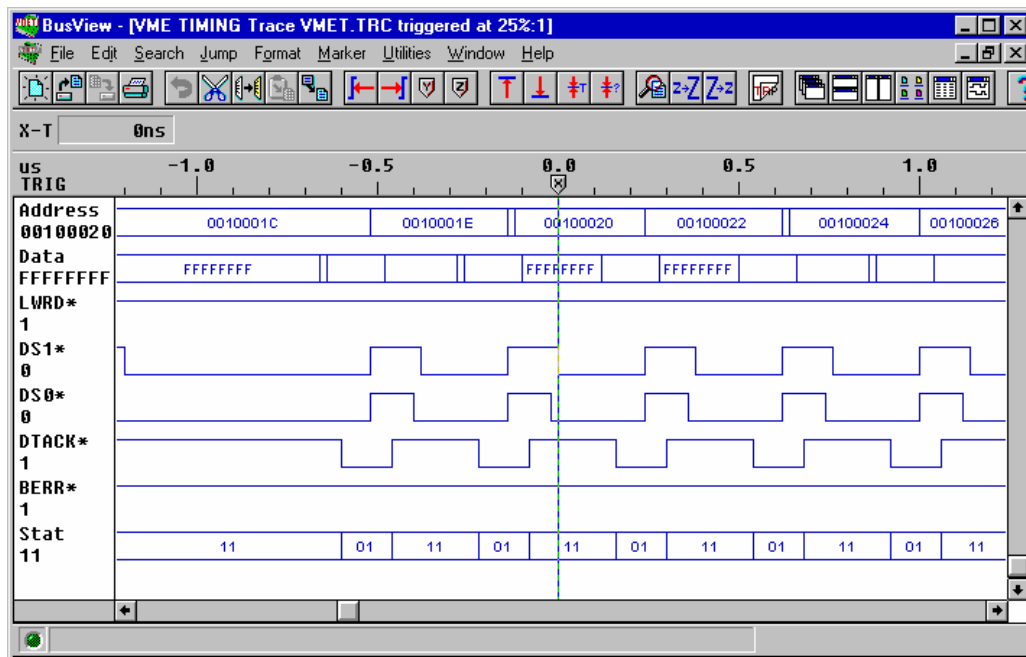 BusView - [VME TIMING Trace VMET.TRC triggered at 25%:1]
File Edit Search Jump Format Marker Utilities Window Help
Y Z T T ? z→Z Z→z TRP ?
X-T 0ns
us -1.0 -0.5 0.0 0.5 1.0
TRIG X
Address 0010001C 0010001E 00100020 00100022 00100024 00100026
00100020
Data FFFFFFFF FFFFFFFF FFFFFFFF
FFFFFFFF
LWRD*
1
DS1*
0
DS0*
0
DTACK*
1
BERR*
1
Stat 11 01 11 01 11 01 11 01 11 01 11
11